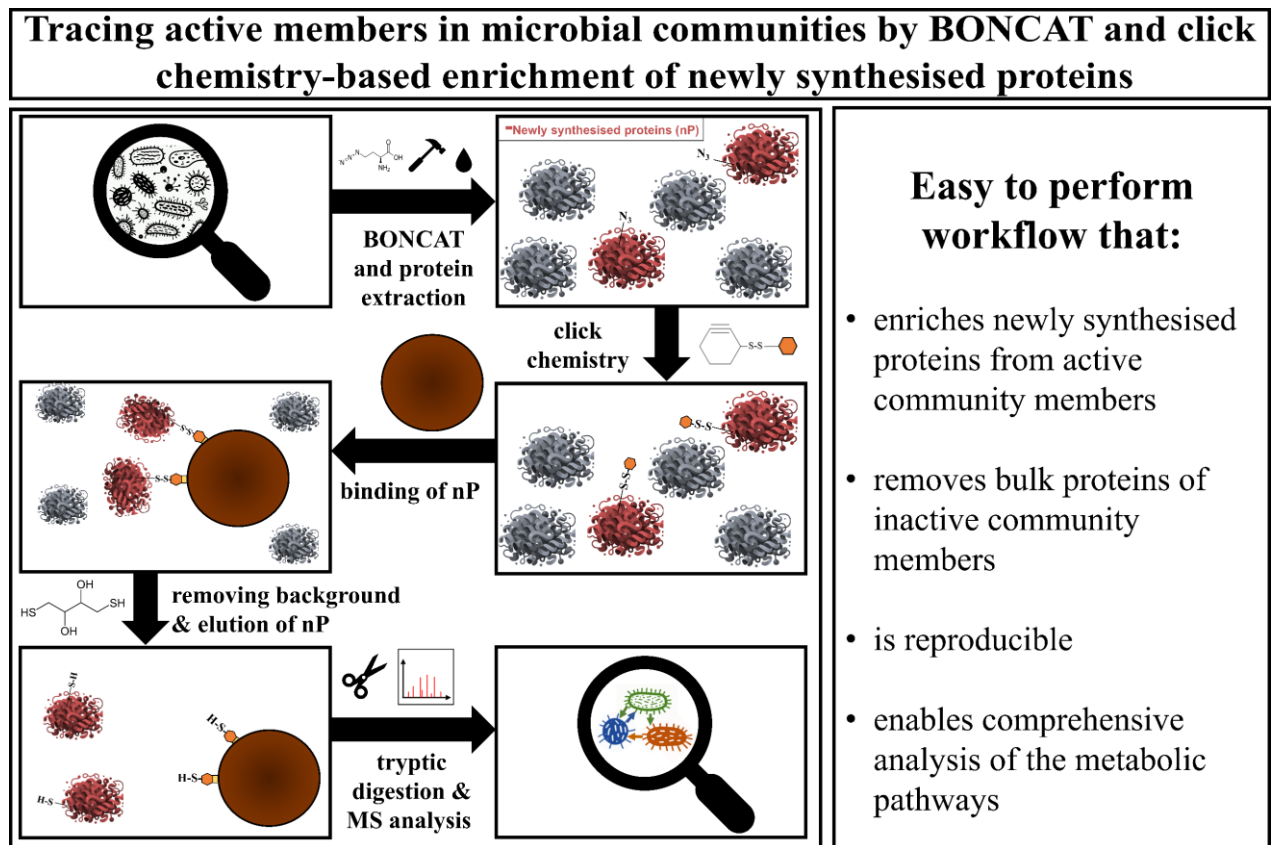 Tracing active members in microbial communities by BONCAT and click
chemistry-based enrichment of newly synthesised proteins
N
N
N
O
OH
NH2
BONCAT
and protein
extraction
Newly synthesised proteins (nP)
N3
N3
click
chemistry
S-S
S-S
S-S
binding of nP
S-S
S-S
OH
HS
SH
OH
removing background
& elution of nP
S-H
H-S
H-S
H-S
tryptic
digestion &
MS analysis
Easy to perform
workflow that:
• enriches newly synthesised
proteins from active
community members
• removes bulk proteins of
inactive community
members
• is reproducible
• enables comprehensive
analysis of the metabolic
pathways